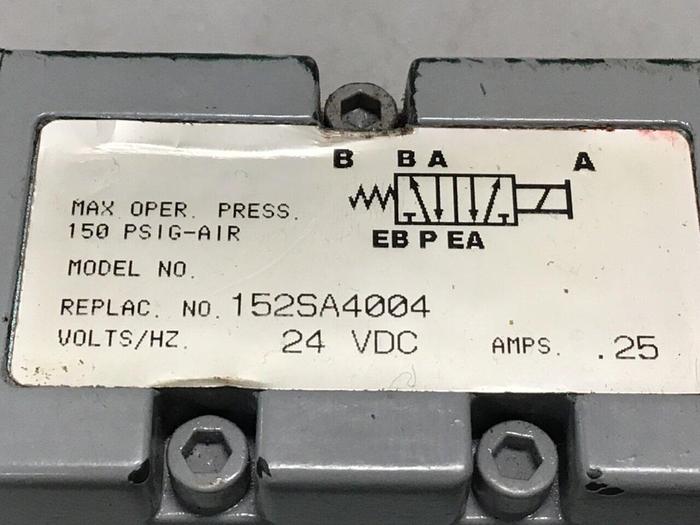 B B A A
EB P EA
MAX OPER. PRESS.
150 PSIG-AIR
MODEL NO.
REPLAC. NO. 152SA4004
VOLTS/HZ. 24 VDC AMPS. .25